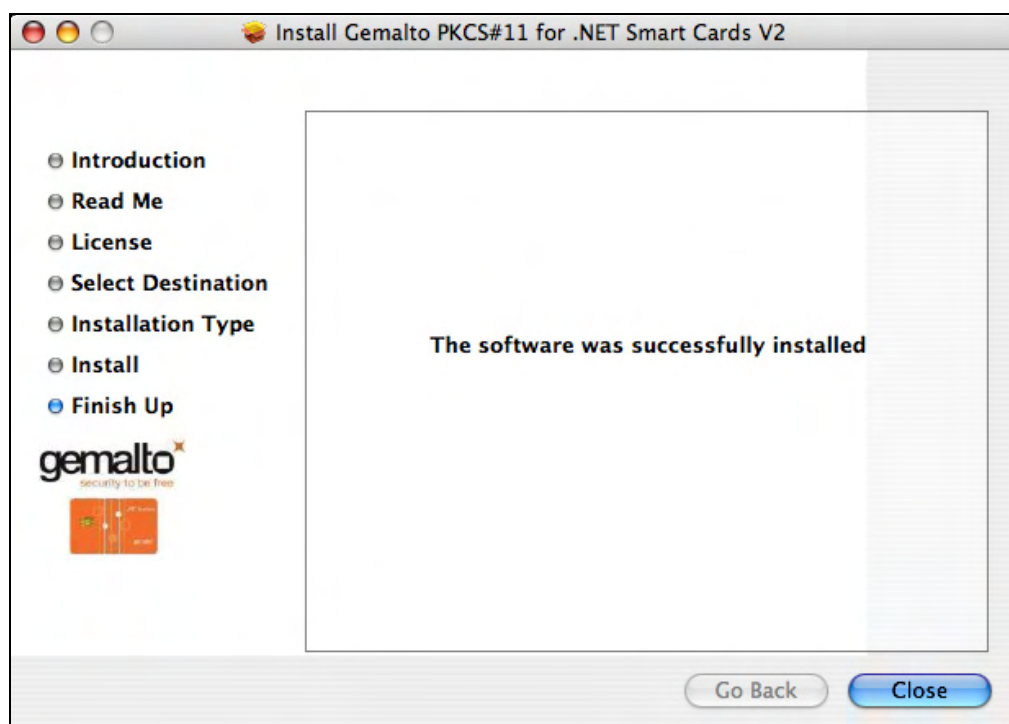 Install Gemalto PKCS#11 for .NET Smart Cards V2
Introduction
Read Me
License
Select Destination
Installation Type
Install
Finish Up
gemalto
security to be free
The software was successfully installed
Go Back
Close